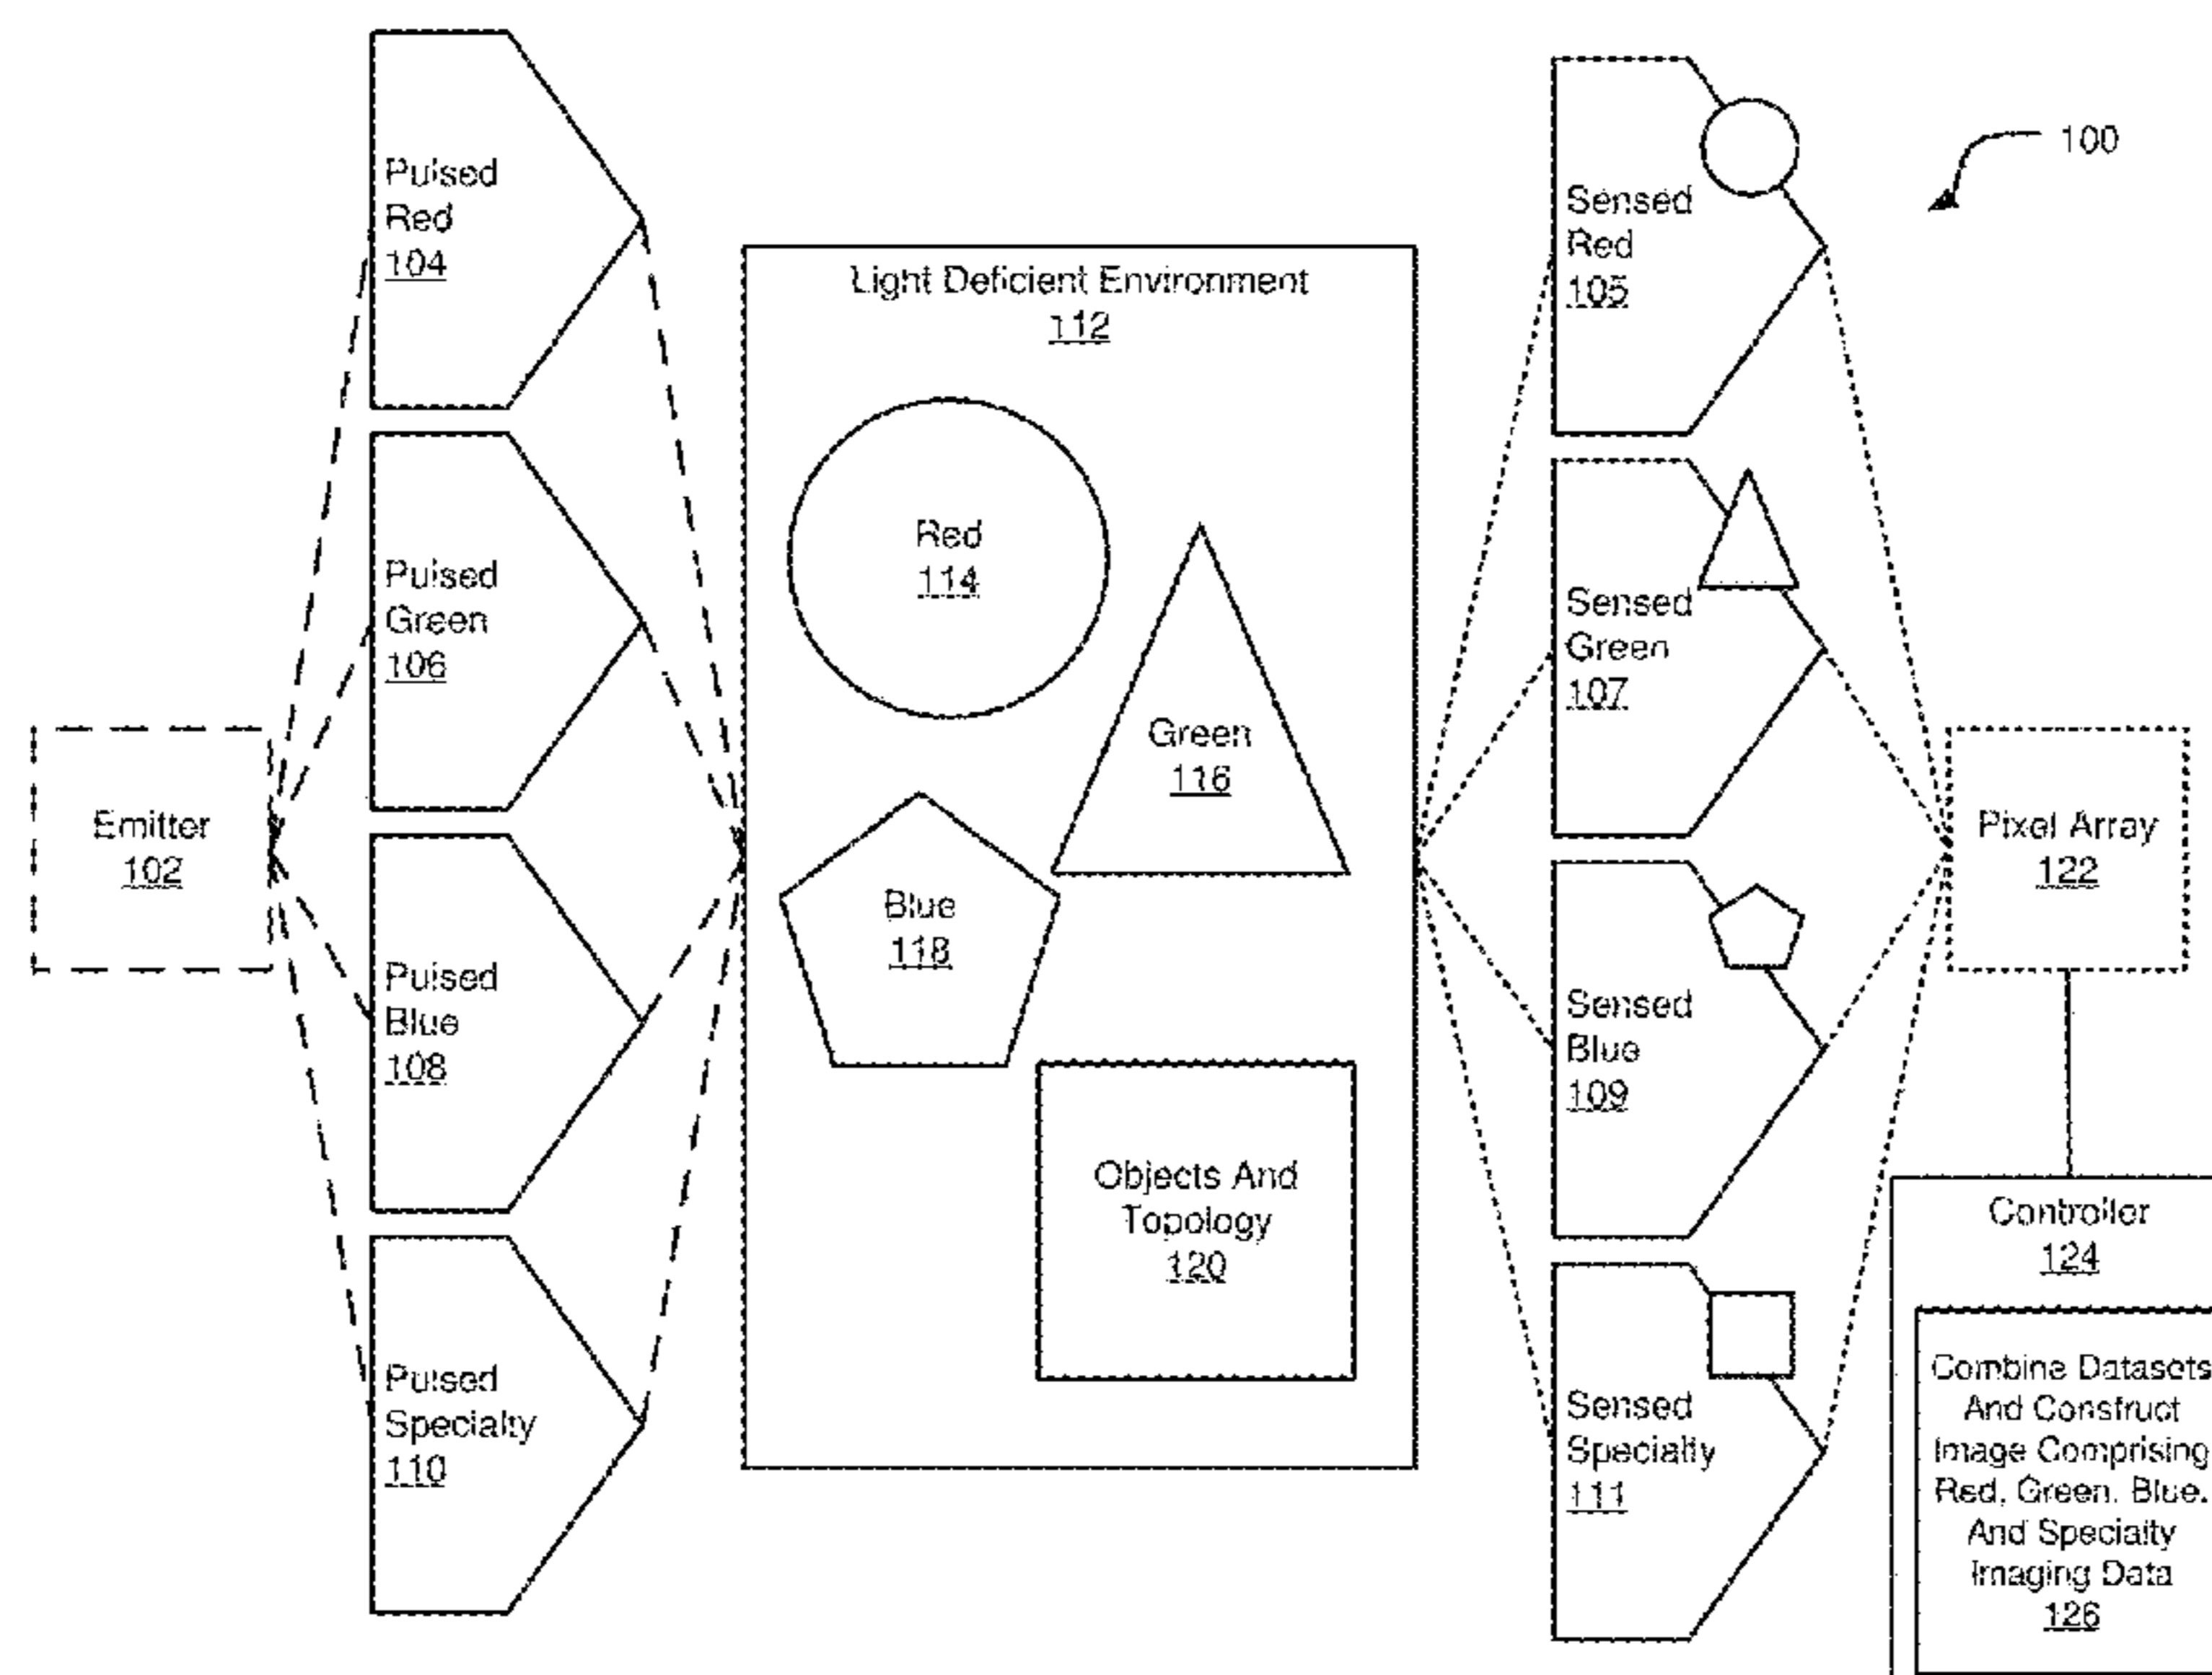 Pulsed
Red
104
Pulsed
Green
106
Pulsed
Blue
108
Pulsed
Specialty
110
Emitter
102
Light Deficient Environment
112
Red
114
Green
116
Blue
118
Objects And
Topology
120
Sensed
Red
105
Sensed
Green
107
Sensed
Blue
109
Sensed
Specialty
111
100
Pixel Array
122
Controller
124
Combine Datasets
And Construct
Image Comprising
Red, Green, Blue,
And Specialty
Imaging Data
126